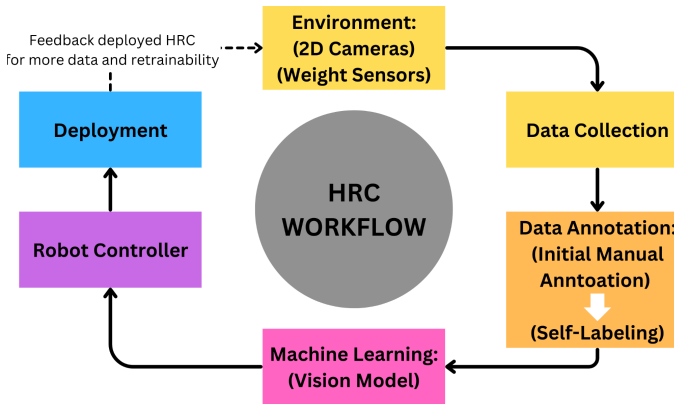 Feedback deployed HRC
for more data and retrainability
Environment:
(2D Cameras)
(Weight Sensors)
Deployment
Data Collection
HRC
WORKFLOW
Robot Controller
Data Annotation:
(Initial Manual
Anntoation)
(Self-Labeling)
Machine Learning:
(Vision Model)